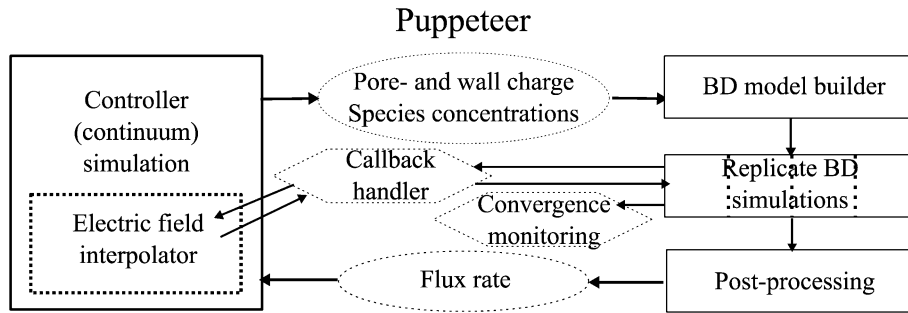 Puppeteer
Controller
(continuum)
simulation
Pore- and wall charge
Species concentrations
BD model builder
Callback
handler
Replicate BD
simulations
Electric field
interpolator
Convergence
monitoring
Flux rate
Post-processing